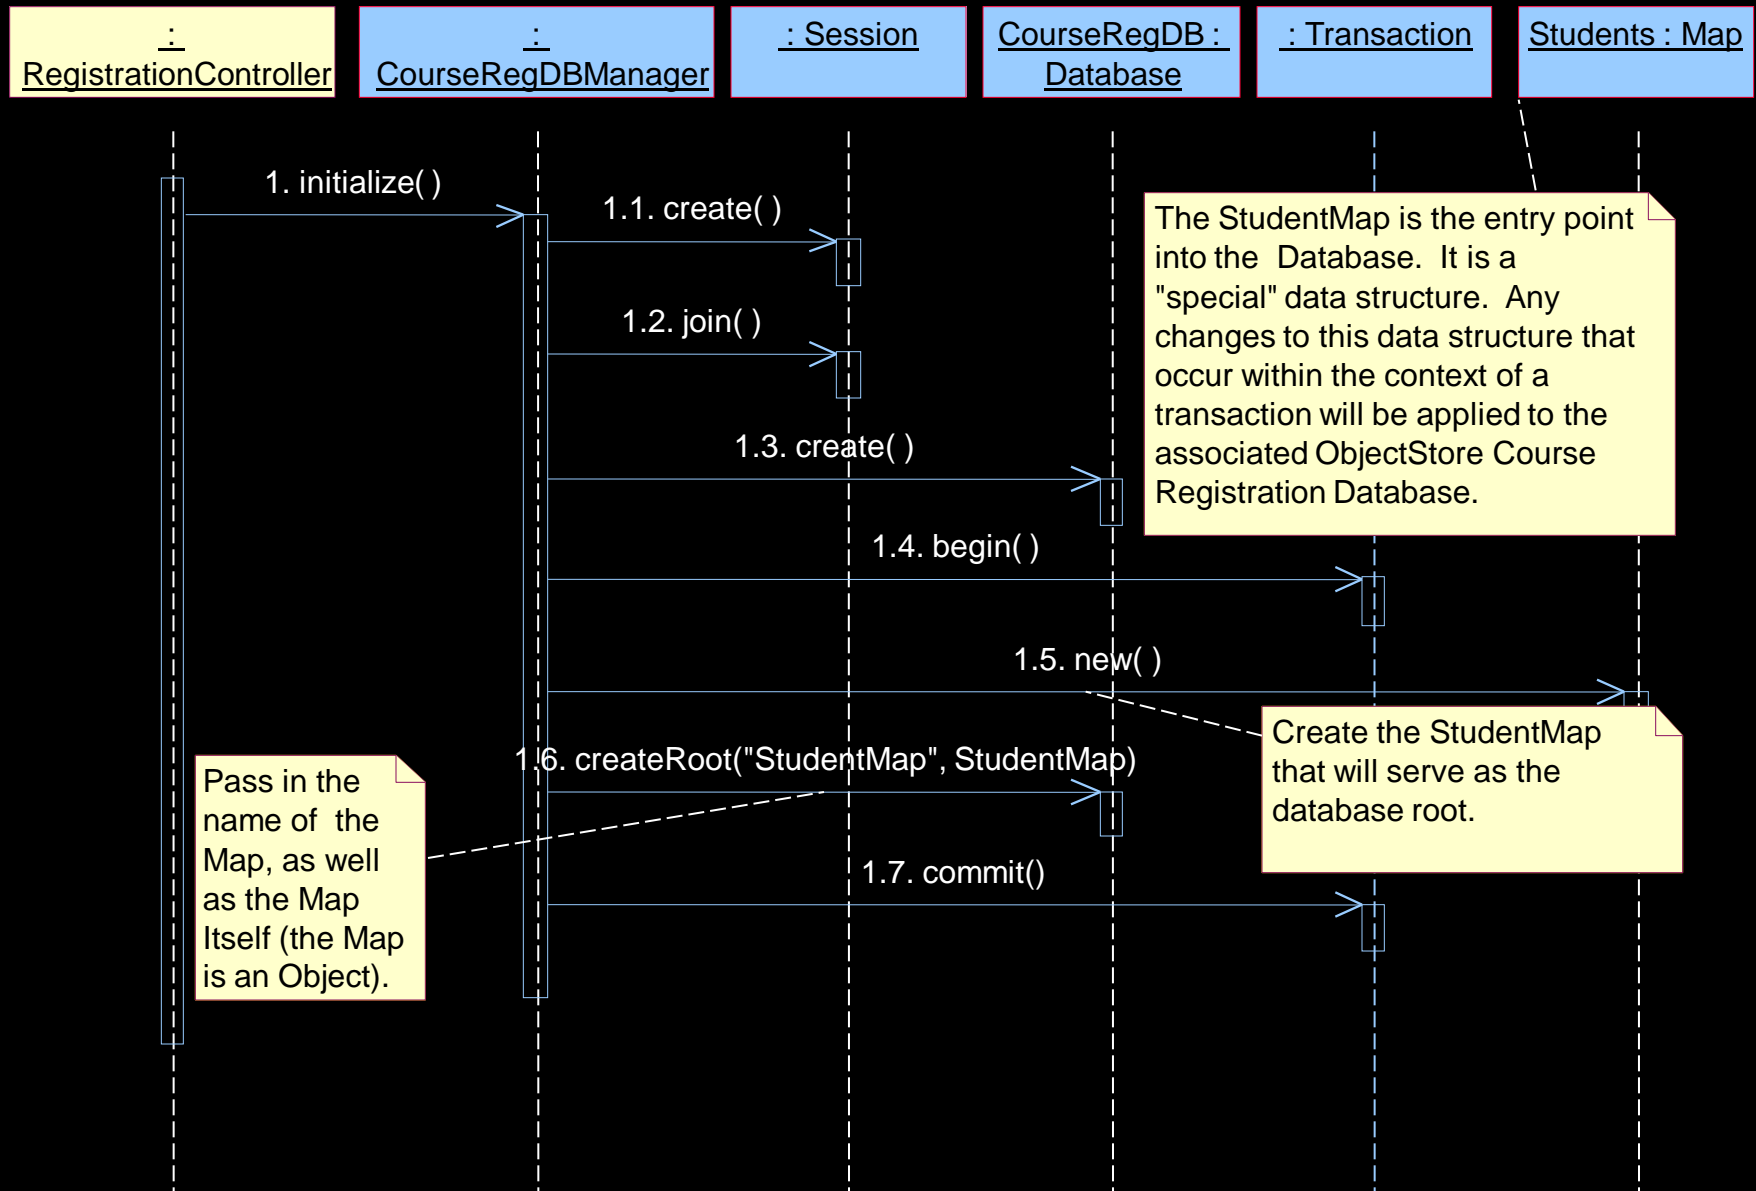 :
RegistrationController
:
CourseRegDBManager
: Session
CourseRegDB :
Database
: Transaction
Students : Map
1. initialize( )
1.1. create( )
The StudentMap is the entry point
into the  Database.  It is a
"special" data structure.  Any
changes to this data structure that
occur within the context of a
transaction will be applied to the
associated ObjectStore Course
Registration Database.
1.2. join( )
1.3. create( )
1.4. begin( )
1.5. new( )
Create the StudentMap
that will serve as the
database root.
1.6. createRoot("StudentMap", StudentMap)
Pass in the
name of  the
Map, as well
as the Map
Itself (the Map
is an Object).
1.7. commit()